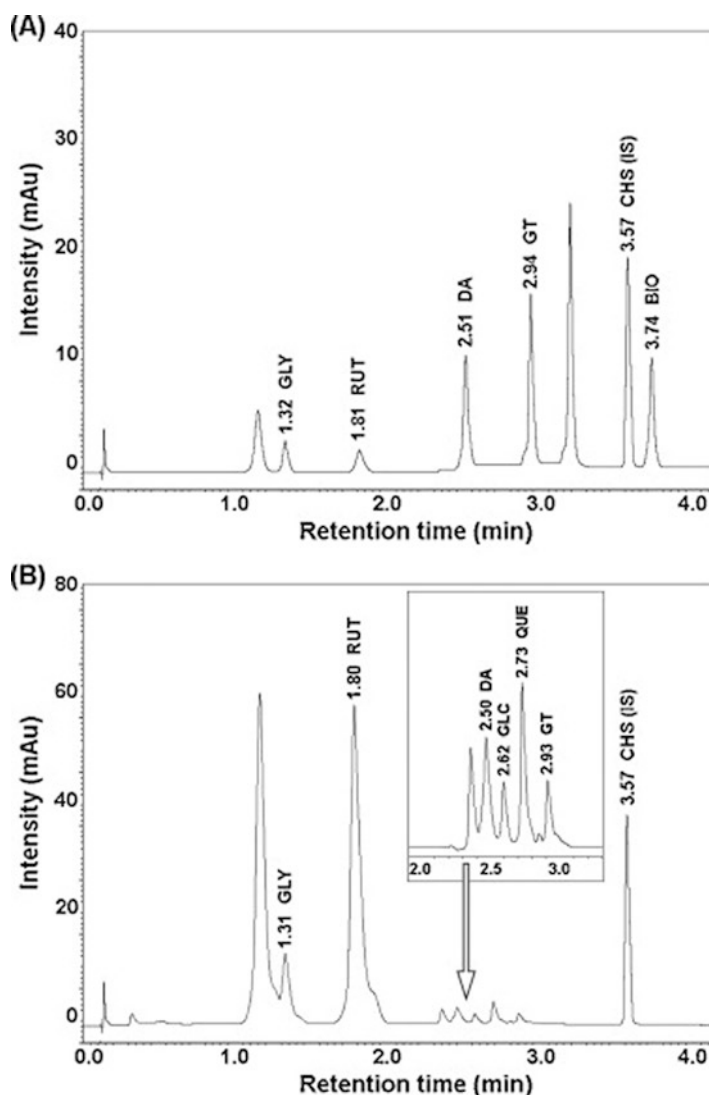 (A)
40
30
20
10
0
Intensity (mAu)
1.32 GLY
1.81 RUT
2.51 DA
2.94 GT
3.57 CHS (IS)
3.74 BIO
0.0 1.0 2.0 3.0 4.0
Retention time (min)
(B)
80
60
40
20
0
Intensity (mAu)
1.31 GLY
1.80 RUT
2.50 DA
2.62 GLC
2.73 QUE
2.93 GT
2.0 2.5 3.0
3.57 CHS (IS)
0.0 1.0 2.0 3.0 4.0
Retention time (min)